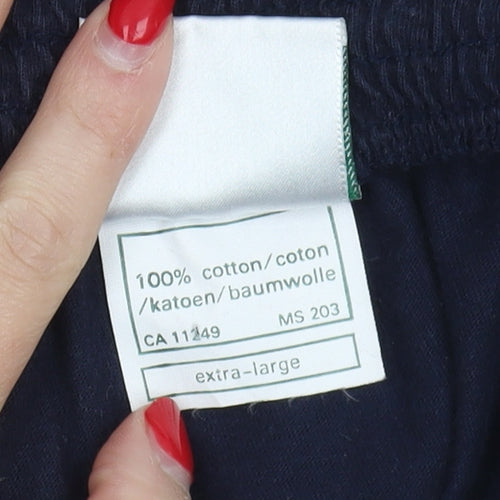 100% cotton/coton
/katoen/baumwolle
CA 11249 MS 203
extra-large